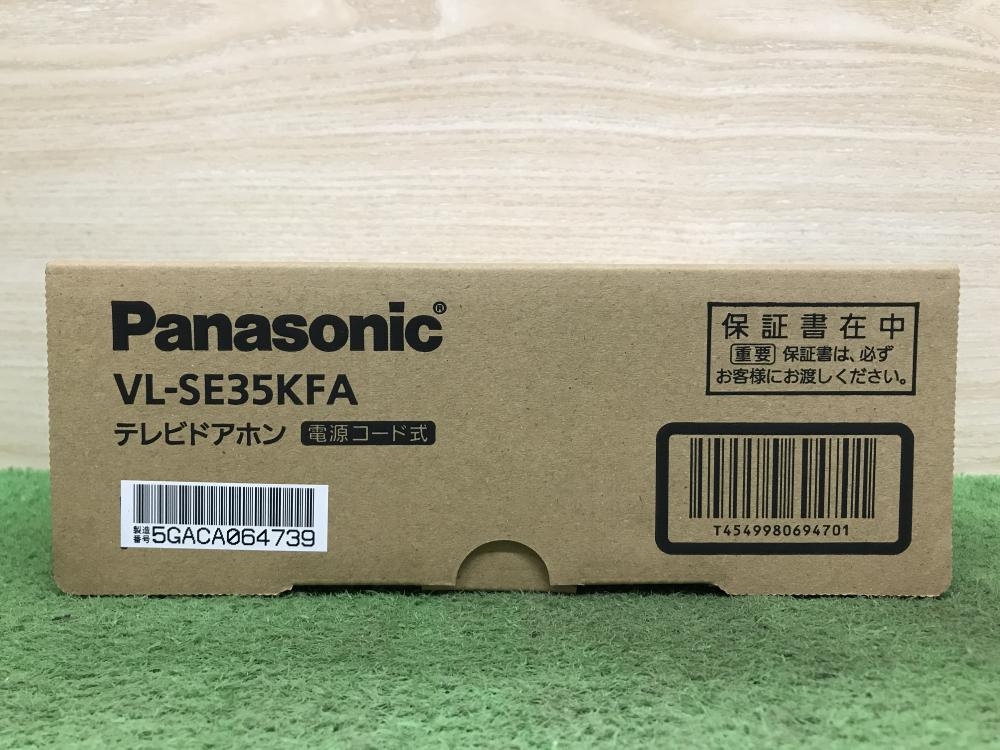 Panasonic®
VL-SE35KFA
テレビドアホン 電源コード式
製造番号 5GACA064739
保証書在中
重要 保証書は、必ず
お客様にお渡しください。
T4549980694701